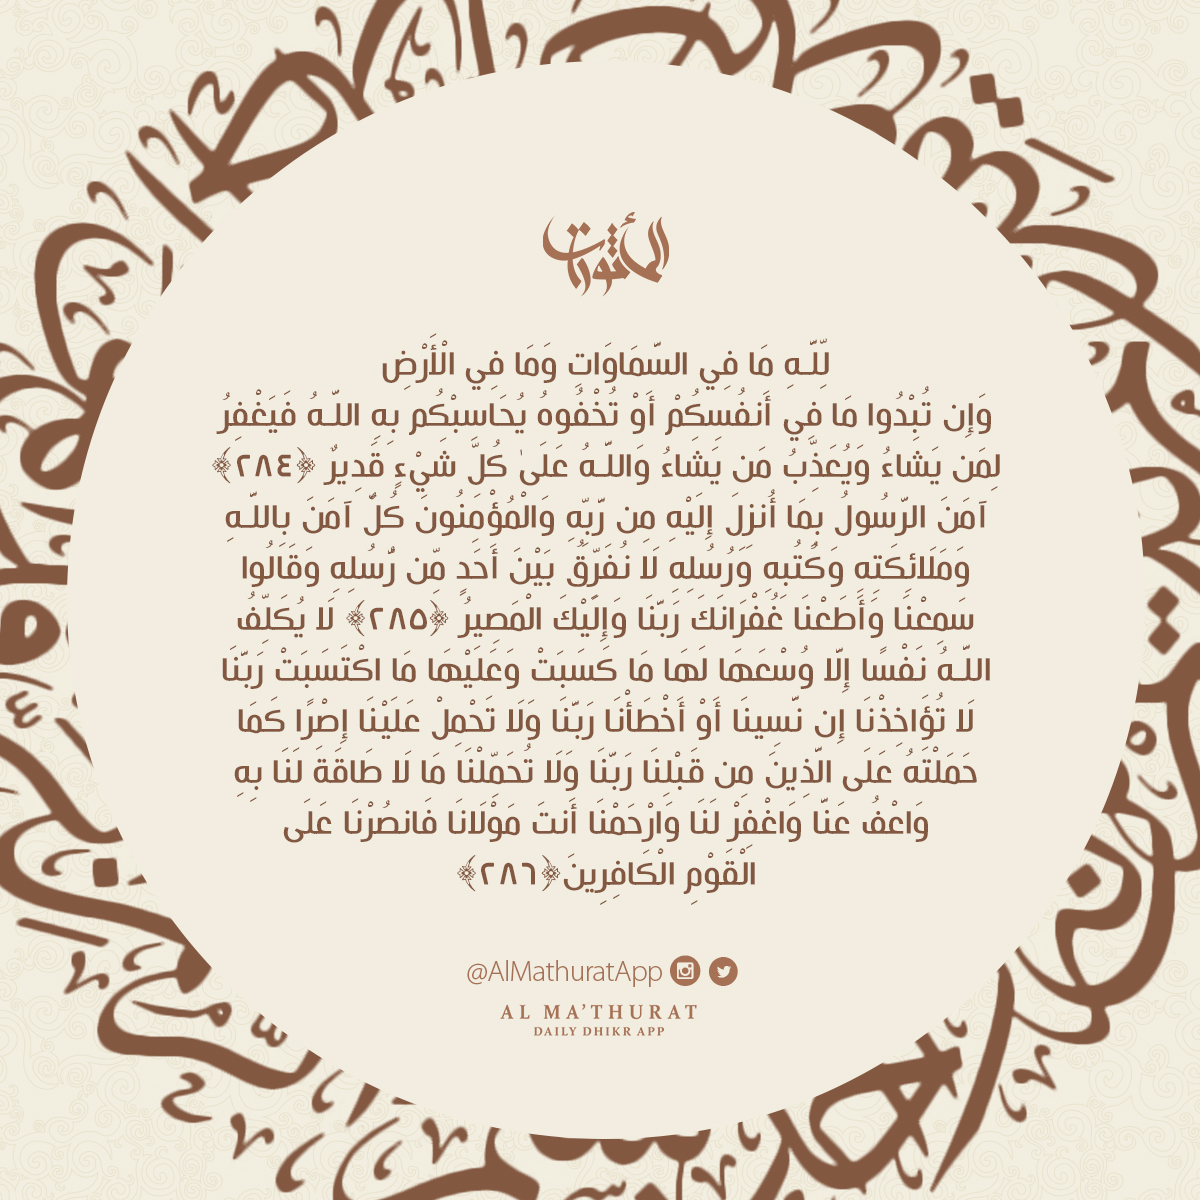 المأثورات
لِّلَّـهِ مَا فِي السَّمَاوَاتِ وَمَا فِي الْأَرْضِ
وَإِن تُبْدُوا مَا فِي أَنفُسِكُمْ أَوْ تُخْفُوهُ يُحَاسِبْكُم بِهِ اللَّـهُ فَيَغْفِرُ
لِمَن يَشَاءُ وَيُعَذِّبُ مَن يَشَاءُ وَاللَّـهُ عَلَىٰ كُلِّ شَيْءٍ قَدِيرٌ ﴿٢٨٤﴾
آمَنَ الرَّسُولُ بِمَا أُنزِلَ إِلَيْهِ مِن رَّبِّهِ وَالْمُؤْمِنُونَ كُلٌّ آمَنَ بِاللَّـهِ
وَمَلَائِكَتِهِ وَكُتُبِهِ وَرُسُلِهِ لَا نُفَرِّقُ بَيْنَ أَحَدٍ مِّن رُّسُلِهِ وَقَالُوا
سَمِعْنَا وَأَطَعْنَا غُفْرَانَكَ رَبَّنَا وَإِلَيْكَ الْمَصِيرُ ﴿٢٨٥﴾ لَا يُكَلِّفُ
اللَّـهُ نَفْسًا إِلَّا وُسْعَهَا لَهَا مَا كَسَبَتْ وَعَلَيْهَا مَا اكْتَسَبَتْ رَبَّنَا
لَا تُؤَاخِذْنَا إِن نَّسِينَا أَوْ أَخْطَأْنَا رَبَّنَا وَلَا تَحْمِلْ عَلَيْنَا إِصْرًا كَمَا
حَمَلْتَهُ عَلَى الَّذِينَ مِن قَبْلِنَا رَبَّنَا وَلَا تُحَمِّلْنَا مَا لَا طَاقَةَ لَنَا بِهِ
وَاعْفُ عَنَّا وَاغْفِرْ لَنَا وَارْحَمْنَا أَنتَ مَوْلَانَا فَانصُرْنَا عَلَى
الْقَوْمِ الْكَافِرِينَ﴿٢٨٦﴾
@AlMathuratApp
AL MA’THURAT
DAILY DHIKR APP